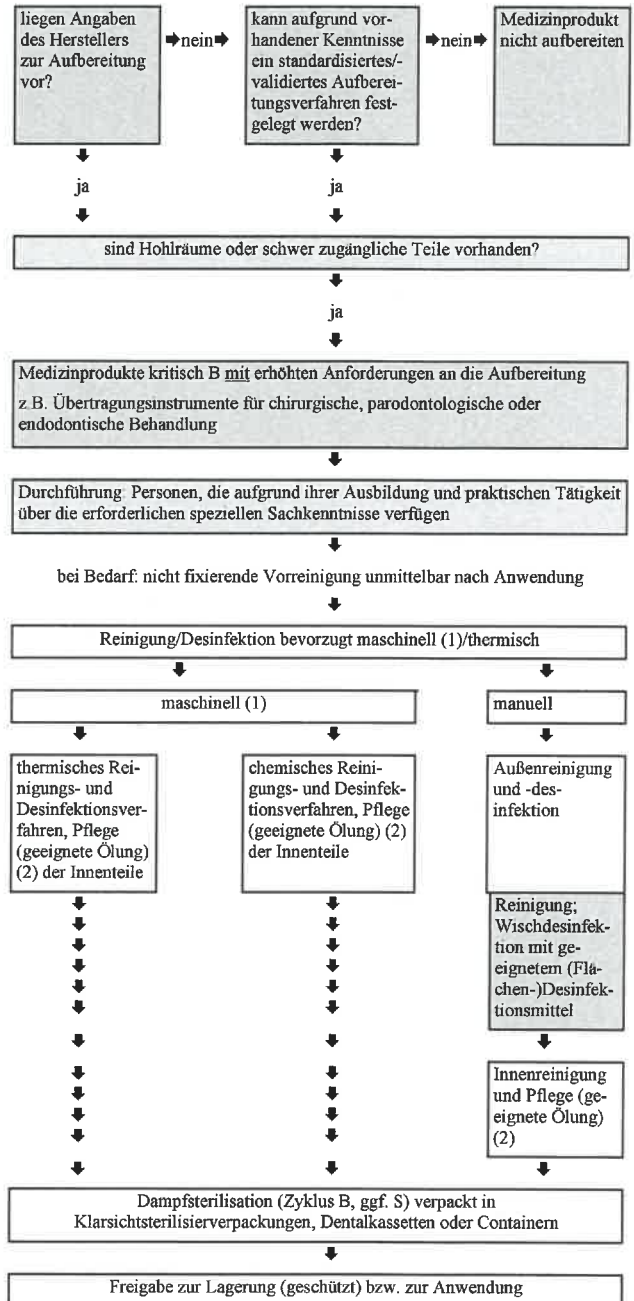 liegen Angaben
des Herstellers
zur Aufbereitung
vor?
➡nein➡
kann aufgrund vor-
handener Kenntnisse
ein standardisiertes/-
validiertes Aufberei-
tungsverfahren fest-
gelegt werden?
➡nein➡
Medizinprodukt
nicht aufbereiten
ja
ja
sind Hohlräume oder schwer zugängliche Teile vorhanden?
ja
Medizinprodukte kritisch B mit erhöhten Anforderungen an die Aufbereitung
z.B. Übertragungsinstrumente für chirurgische, parodontologische oder
endodontische Behandlung
Durchführung: Personen, die aufgrund ihrer Ausbildung und praktischen Tätigkeit
über die erforderlichen speziellen Sachkenntnisse verfügen
bei Bedarf: nicht fixierende Vorreinigung unmittelbar nach Anwendung
Reinigung/Desinfektion bevorzugt maschinell (1)/thermisch
maschinell (1)
manuell
thermisches Rei-
nigungs- und
Desinfektionsver-
fahren, Pflege
(geeignete Ölung)
(2) der Innenteile
chemisches Reini-
gungs- und Desinfek-
tionsverfahren, Pflege
(geeignete Ölung) (2)
der Innenteile
Außenreinigung
und -des-
infektion
Reinigung;
Wischdesinfek-
tion mit ge-
eignetem (Flä-
chen-)Desinfek-
tionsmittel
Innenreinigung
und Pflege (ge-
eignete Ölung)
(2)
Dampfsterilisation (Zyklus B, ggf. S) verpackt in
Klarsichtsterilisierverpackungen, Dentalkassetten oder Containern
Freigabe zur Lagerung (geschützt) bzw. zur Anwendung